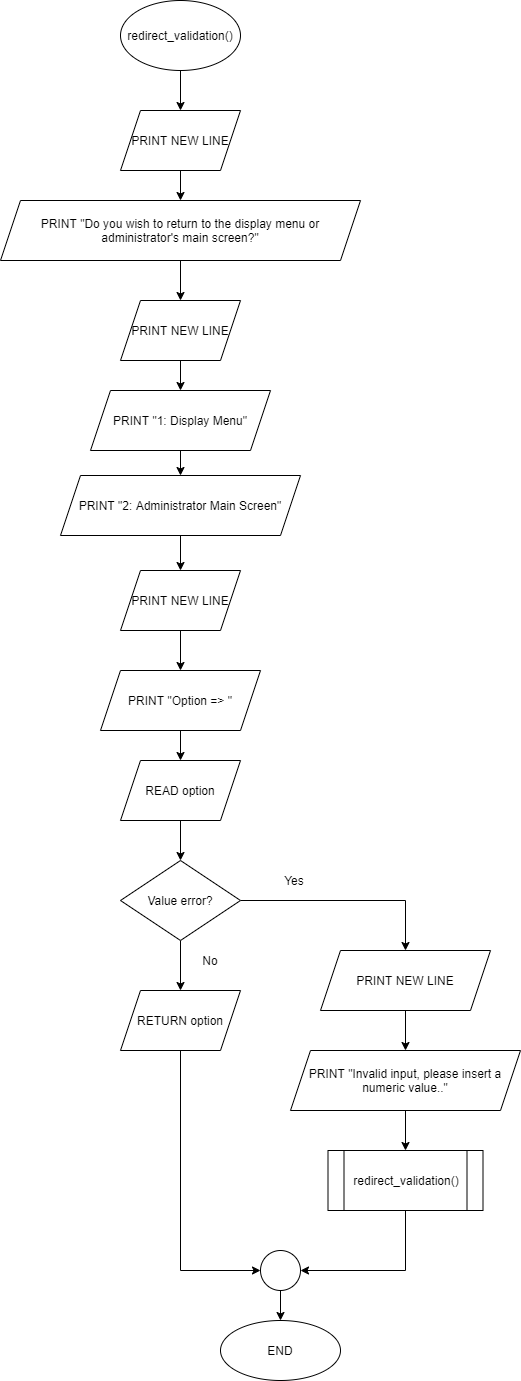 redirect_validation()
PRINT NEW LINE
PRINT "Do you wish to return to the display menu or
administrator's main screen?"
PRINT NEW LINE
PRINT "1: Display Menu"
PRINT "2: Administrator Main Screen"
PRINT NEW LINE
PRINT "Option => "
READ option
Value error?
Yes
No
RETURN option
PRINT NEW LINE
PRINT "Invalid input, please insert a
numeric value.."
redirect_validation()
END